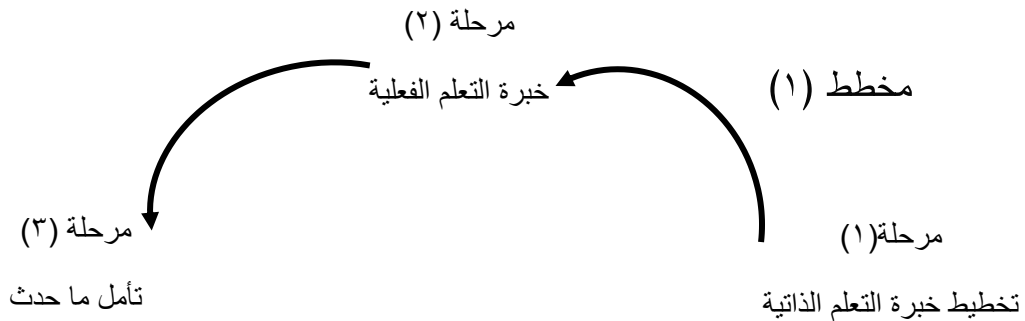 مخطط (١)
مرحلة(١)
تخطيط خبرة التعلم الذاتية
مرحلة (٢)
خبرة التعلم الفعلية
مرحلة (٣)
تأمل ما حدث